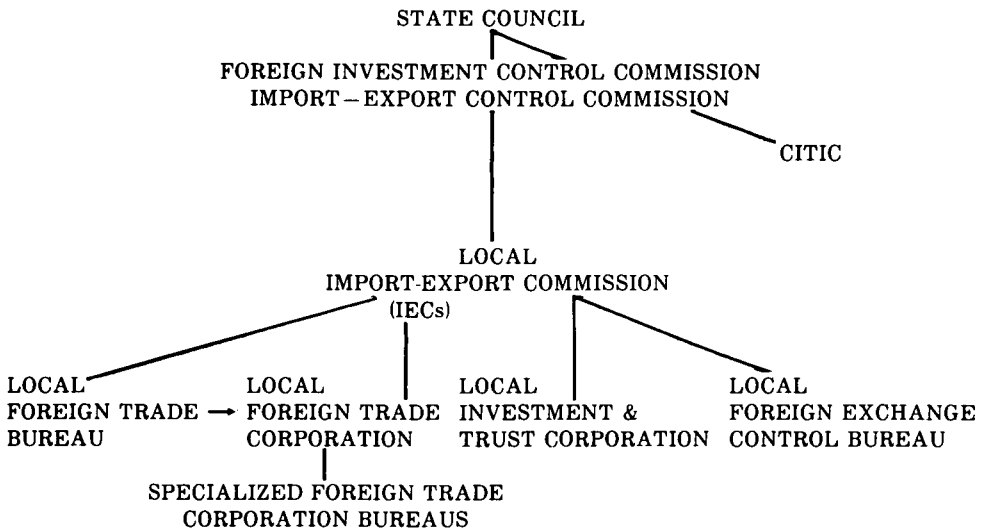 STATE COUNCIL
FOREIGN INVESTMENT CONTROL COMMISSION
IMPORT–EXPORT CONTROL COMMISSION
CITIC
LOCAL
IMPORT-EXPORT COMMISSION
(IECs)
LOCAL
FOREIGN TRADE
BUREAU
LOCAL
FOREIGN TRADE
CORPORATION
LOCAL
INVESTMENT &
TRUST CORPORATION
LOCAL
FOREIGN EXCHANGE
CONTROL BUREAU
SPECIALIZED FOREIGN TRADE
CORPORATION BUREAUS